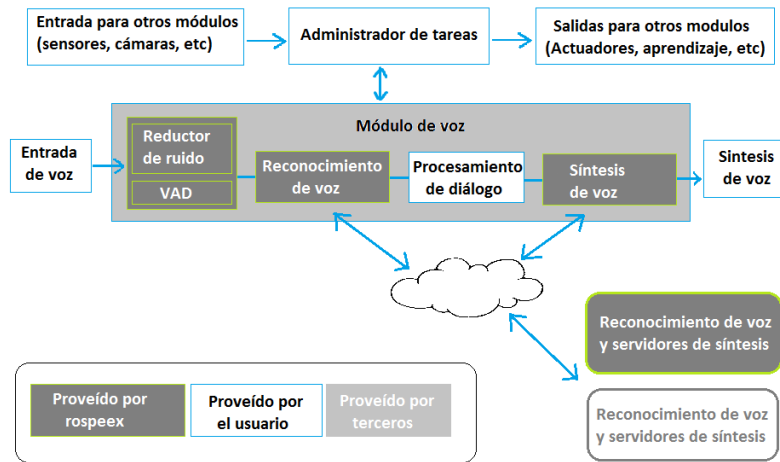 Entrada para otros módulos
(sensores, cámaras, etc)
Administrador de tareas
Salidas para otros modulos
(Actuadores, aprendizaje, etc)
Módulo de voz
Entrada
de voz
Reductor
de ruido
VAD
Reconocimiento
de voz
Procesamiento
de diálogo
Síntesis
de voz
Sintesis
de voz
Reconocimiento de voz
y servidores de síntesis
Reconocimiento de voz
y servidores de síntesis
Proveído por
rospeex
Proveído por
el usuario
Proveído por
terceros